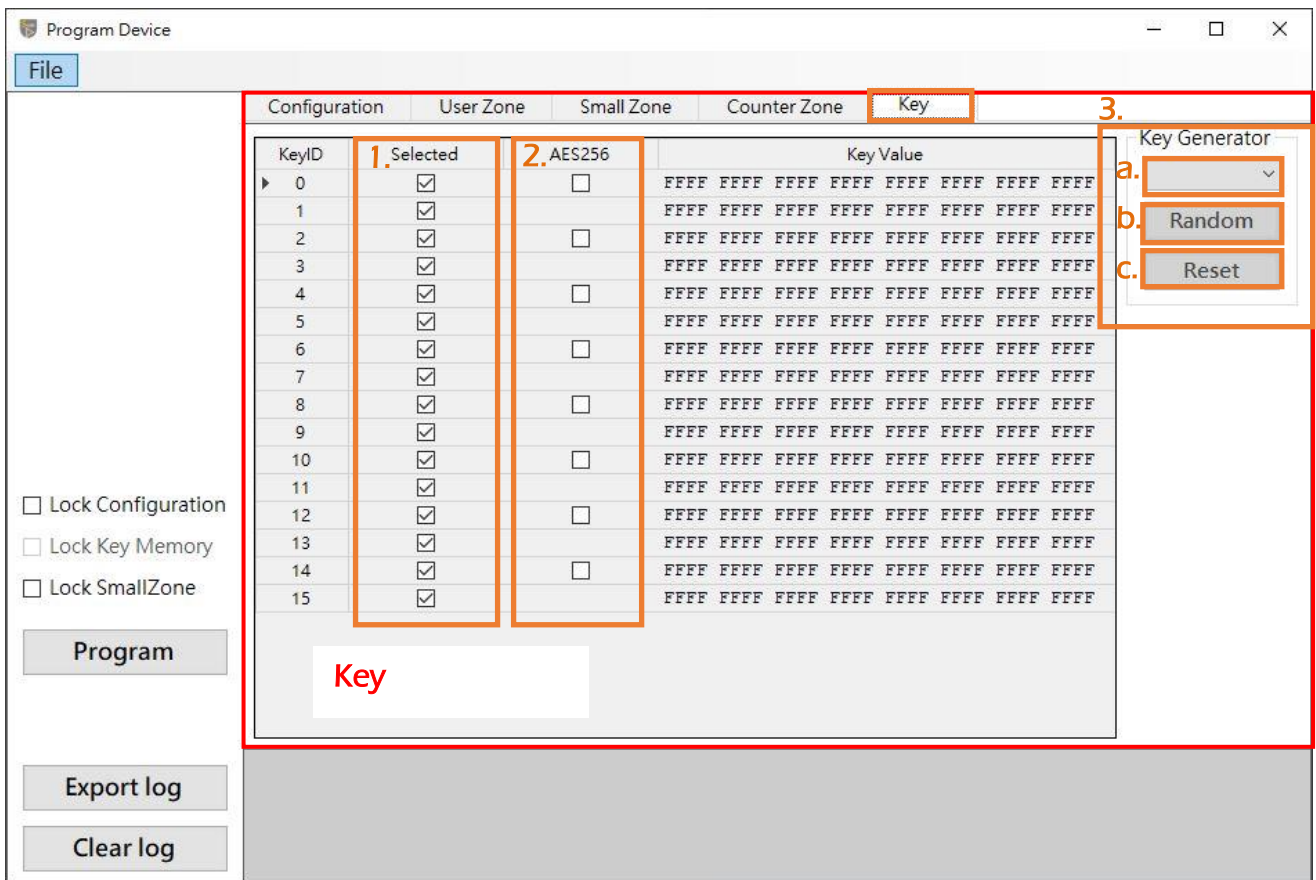 Program Device
File
Configuration User Zone Small Zone Counter Zone Key
3.
Key Generator
a.
b. Random
c. Reset
KeyID 1. Selected 2. AES256 Key Value
0 FFFF FFFF FFFF FFFF FFFF FFFF FFFF FFFF
1 FFFF FFFF FFFF FFFF FFFF FFFF FFFF FFFF
2 FFFF FFFF FFFF FFFF FFFF FFFF FFFF FFFF
3 FFFF FFFF FFFF FFFF FFFF FFFF FFFF FFFF
4 FFFF FFFF FFFF FFFF FFFF FFFF FFFF FFFF
5 FFFF FFFF FFFF FFFF FFFF FFFF FFFF FFFF
6 FFFF FFFF FFFF FFFF FFFF FFFF FFFF FFFF
7 FFFF FFFF FFFF FFFF FFFF FFFF FFFF FFFF
8 FFFF FFFF FFFF FFFF FFFF FFFF FFFF FFFF
9 FFFF FFFF FFFF FFFF FFFF FFFF FFFF FFFF
10 FFFF FFFF FFFF FFFF FFFF FFFF FFFF FFFF
11 FFFF FFFF FFFF FFFF FFFF FFFF FFFF FFFF
12 FFFF FFFF FFFF FFFF FFFF FFFF FFFF FFFF
13 FFFF FFFF FFFF FFFF FFFF FFFF FFFF FFFF
14 FFFF FFFF FFFF FFFF FFFF FFFF FFFF FFFF
15 FFFF FFFF FFFF FFFF FFFF FFFF FFFF FFFF
Key
Lock Configuration
Lock Key Memory
Lock SmallZone
Program
Export log
Clear log